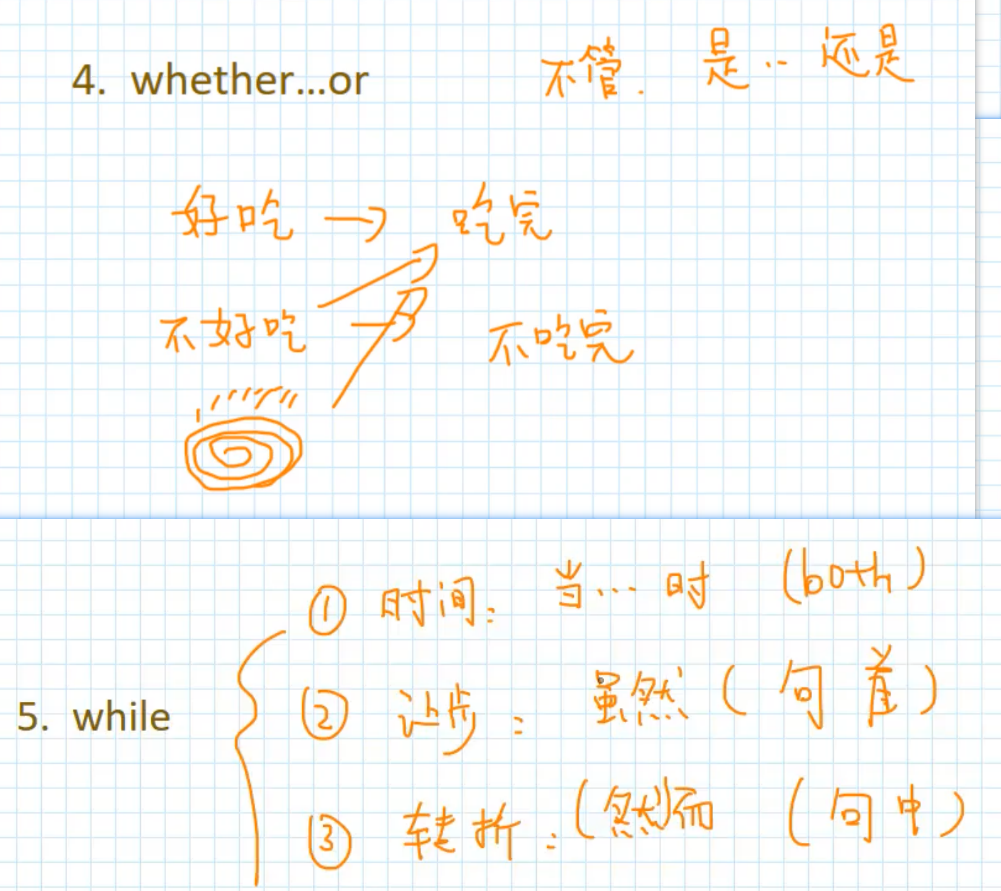 4. whether...or 不管. 是..还是
好吃 → 吃完
不好吃 → 不吃完
5. while
① 时间: 当...时 (both)
② 让步: 虽然 (句首)
③ 转折: (然)而 (句中)